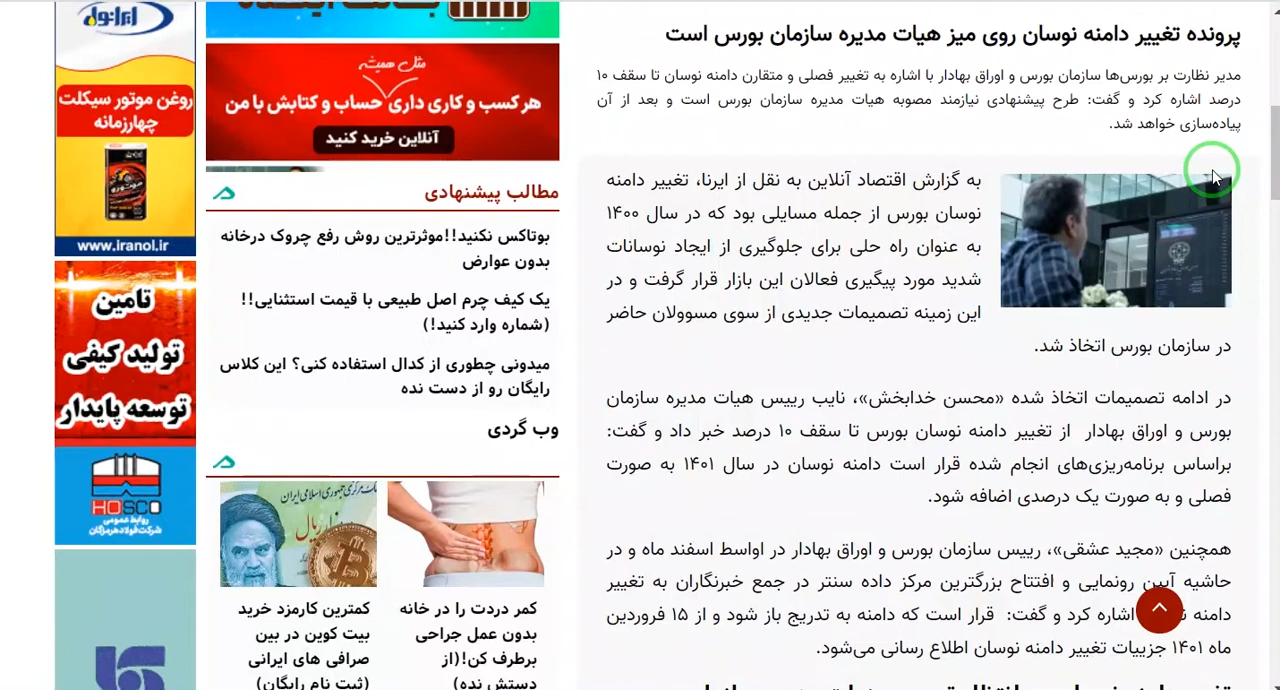 پرونده تغییر دامنه نوسان روی میز هیات مدیره سازمان بورس است
مدیر نظارت بر بورس‌ها سازمان بورس و اوراق بهادار با اشاره به تغییر فصلی و متقارن دامنه نوسان تا سقف ۱۰
درصد اشاره کرد و گفت: طرح پیشنهادی نیازمند مصوبه هیات مدیره سازمان بورس است و بعد از آن
پیاده‌سازی خواهد شد.
به گزارش اقتصاد آنلاین به نقل از ایرنا، تغییر دامنه
نوسان بورس از جمله مسایلی بود که در سال ۱۴۰۰
به عنوان راه حلی برای جلوگیری از ایجاد نوسانات
شدید مورد پیگیری فعالان این بازار قرار گرفت و در
این زمینه تصمیمات جدیدی از سوی مسوولان حاضر
در سازمان بورس اتخاذ شد.
در ادامه تصمیمات اتخاذ شده «محسن خدابخش»، نایب رییس هیات مدیره سازمان
بورس و اوراق بهادار از تغییر دامنه نوسان بورس تا سقف ۱۰ درصد خبر داد و گفت:
براساس برنامه‌ریزی‌های انجام شده قرار است دامنه نوسان در سال ۱۴۰۱ به صورت
فصلی و به صورت یک درصدی اضافه شود.
همچنین «مجید عشقی»، رییس سازمان بورس و اوراق بهادار در اواسط اسفند ماه و در
حاشیه آیین رونمایی و افتتاح بزرگترین مرکز داده سنتر در جمع خبرنگاران به تغییر
دامنه اشاره کرد و گفت: قرار است که دامنه به تدریج باز شود و از ۱۵ فروردین
ماه ۱۴۰۱ جزییات تغییر دامنه نوسان اطلاع رسانی می‌شود.
مثل همیشه
هر کسب و کاری داری حساب و کتابش با من
آنلاین خرید کنید
مطالب پیشنهادی
بوتاکس نکنید!!موثرترین روش رفع چروک درخانه
بدون عوارض
یک کیف چرم اصل طبیعی با قیمت استثنایی!!
(شماره وارد کنید!)
میدونی چطوری از کدال استفاده کنی؟ این کلاس
رایگان رو از دست نده
وب گردی
کمر دردت را در خانه
بدون عمل جراحی
برطرف کن!(از
دستش نده)
کمترین کارمزد خرید
بیت کوین در بین
صرافی های ایرانی
(ثبت نام رایگان)
ایرانول
روغن موتور سیکلت
چهارزمانه
www.iranol.ir
تامین
تولید کیفی
توسعه پایدار
HOSCO
روابط عمومی
شرکت فولاد هرمزگان